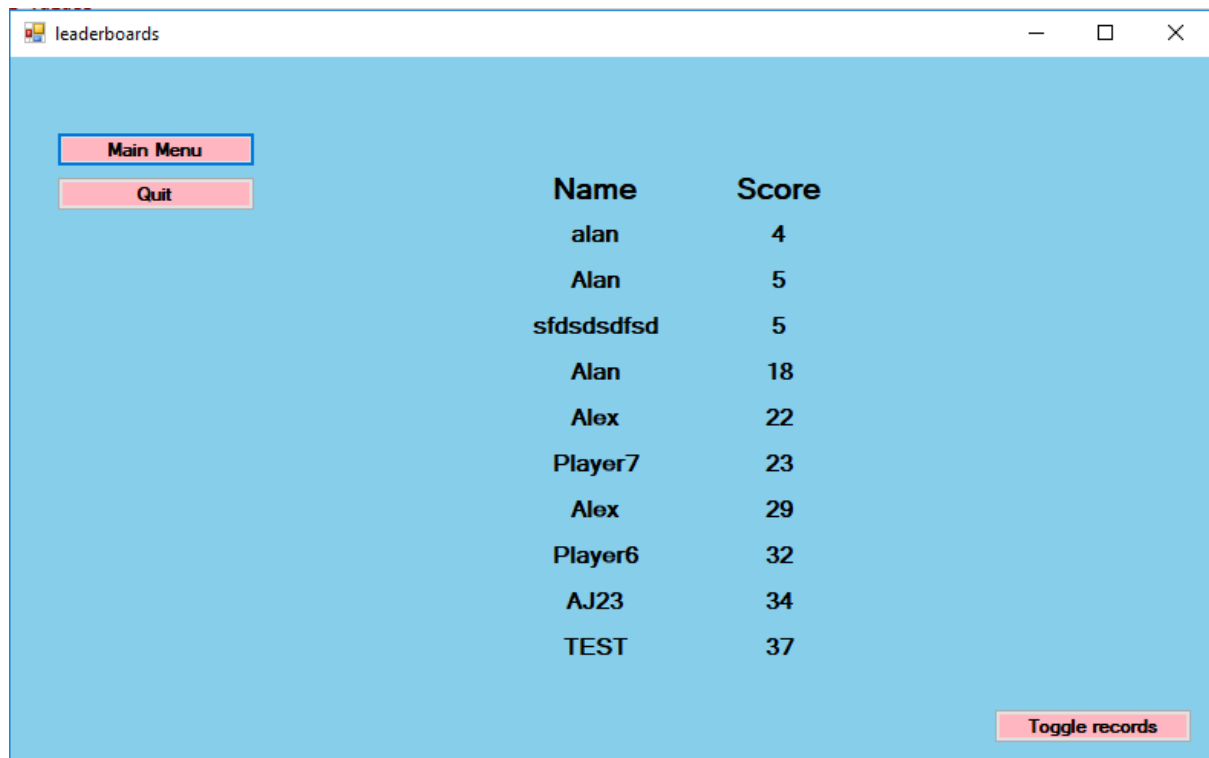 leaderboards
Main Menu
Quit
Name Score
alan 4
Alan 5
sfdsdsdfsd 5
Alan 18
Alex 22
Player7 23
Alex 29
Player6 32
AJ23 34
TEST 37
Toggle records